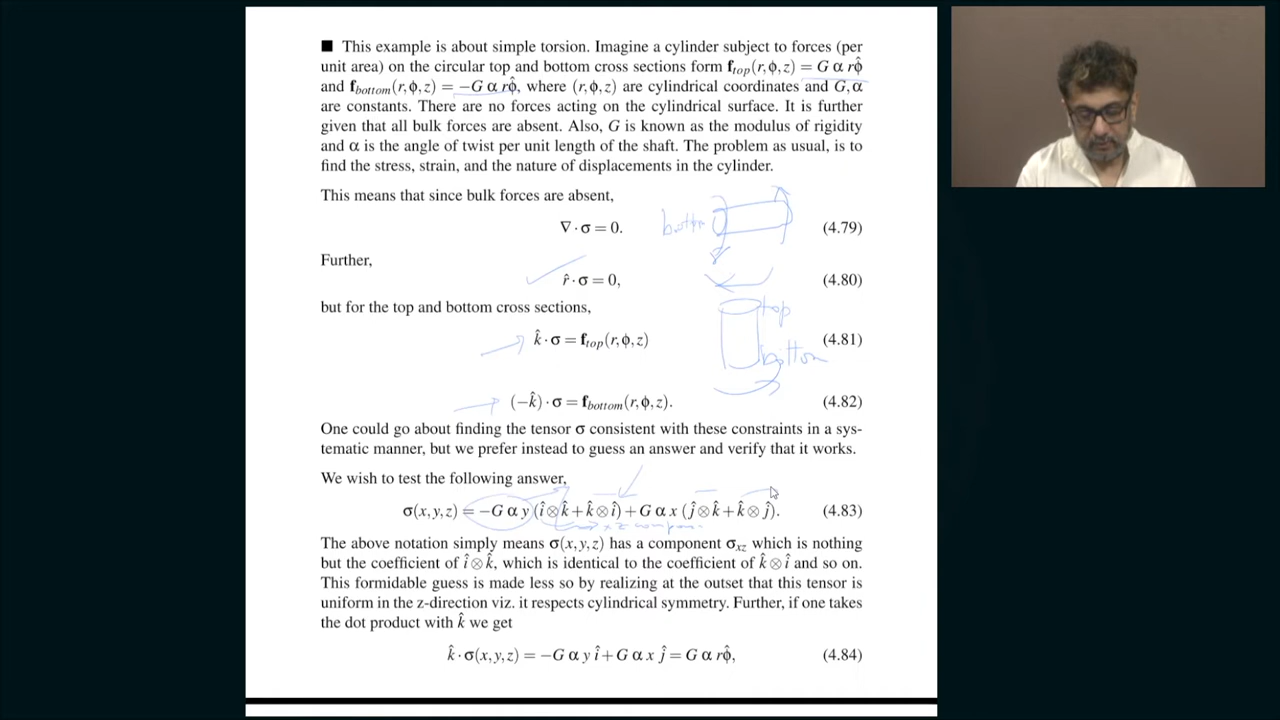 ■ This example is about simple torsion. Imagine a cylinder subject to forces (per
unit area) on the circular top and bottom cross sections form f_top(r,ϕ,z) = G α rϕ̂
and f_bottom(r,ϕ,z) = −G α rϕ̂, where (r,ϕ,z) are cylindrical coordinates and G,α
are constants. There are no forces acting on the cylindrical surface. It is further
given that all bulk forces are absent. Also, G is known as the modulus of rigidity
and α is the angle of twist per unit length of the shaft. The problem as usual, is to
find the stress, strain, and the nature of displacements in the cylinder.
This means that since bulk forces are absent,
∇·σ = 0. (4.79)
bottom
Further,
r̂·σ = 0, (4.80)
but for the top and bottom cross sections,
top
k̂·σ = f_top(r,ϕ,z) (4.81)
bottom
(−k̂)·σ = f_bottom(r,ϕ,z). (4.82)
One could go about finding the tensor σ consistent with these constraints in a sys-
tematic manner, but we prefer instead to guess an answer and verify that it works.
We wish to test the following answer,
σ(x,y,z) = −G α y (î⊗k̂ + k̂⊗î) + G α x (ĵ⊗k̂ + k̂⊗ĵ). (4.83)
xz compon
The above notation simply means σ(x,y,z) has a component σ_xz which is nothing
but the coefficient of î⊗k̂, which is identical to the coefficient of k̂⊗î and so on.
This formidable guess is made less so by realizing at the outset that this tensor is
uniform in the z-direction viz. it respects cylindrical symmetry. Further, if one takes
the dot product with k̂ we get
k̂·σ(x,y,z) = −G α y î + G α x ĵ = G α rϕ̂, (4.84)